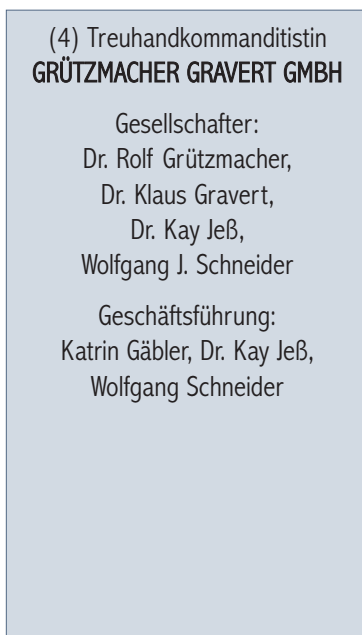 (4) Treuhandkommanditistin
GRÜTZMACHER GRAVERT GMBH
Gesellschafter:
Dr. Rolf Grützmacher,
Dr. Klaus Gravert,
Dr. Kay Jeß,
Wolfgang J. Schneider
Geschäftsführung:
Katrin Gäbler, Dr. Kay Jeß,
Wolfgang Schneider